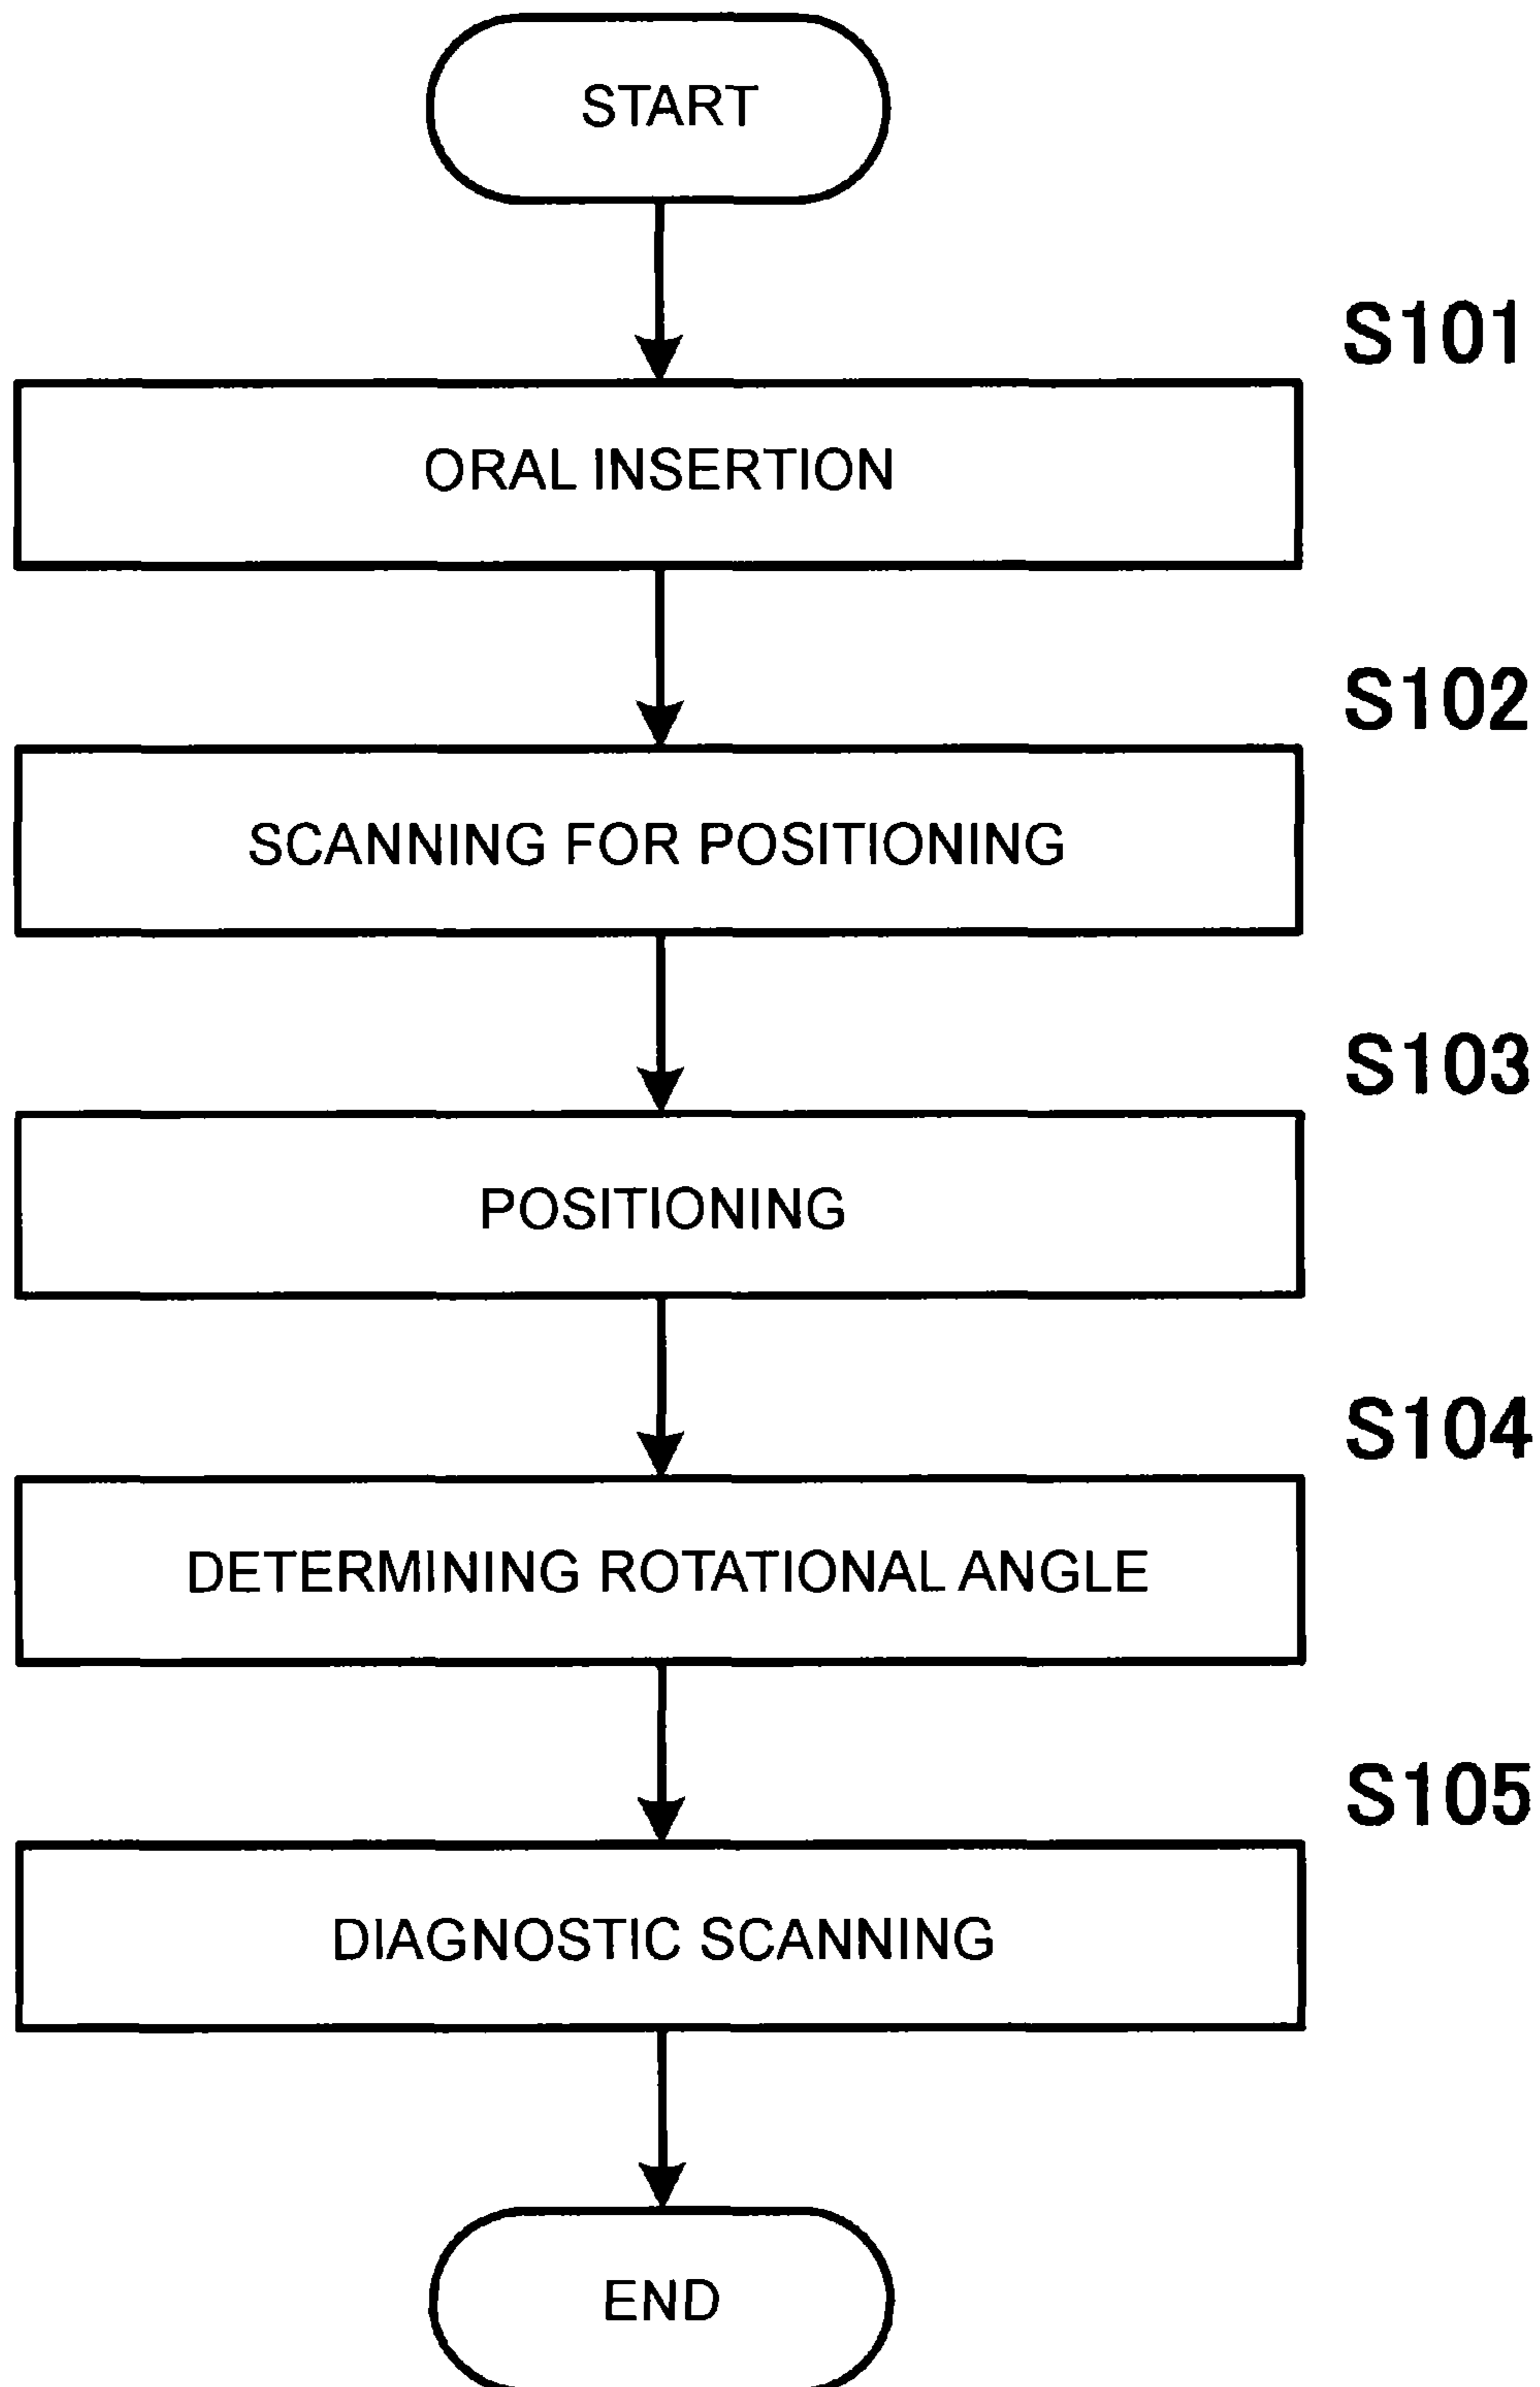 START
S101
ORAL INSERTION
S102
SCANNING FOR POSITIONING
S103
POSITIONING
S104
DETERMINING ROTATIONAL ANGLE
S105
DIAGNOSTIC SCANNING
END